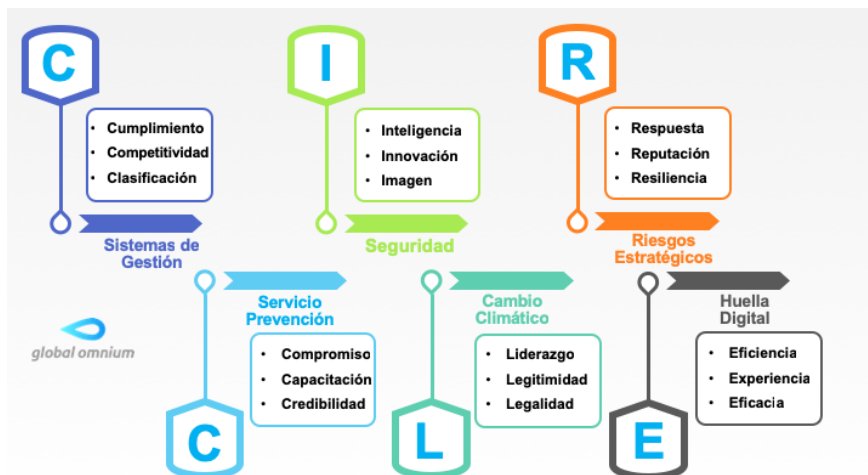 C
• Cumplimiento
• Competitividad
• Clasificación
Sistemas de
Gestión
I
• Inteligencia
• Innovación
• Imagen
Seguridad
R
• Respuesta
• Reputación
• Resiliencia
Riesgos
Estratégicos
global omnium
Servicio
Prevención
• Compromiso
• Capacitación
• Credibilidad
C
Cambio
Climático
• Liderazgo
• Legitimidad
• Legalidad
L
Huella
Digital
• Eficiencia
• Experiencia
• Eficacia
E